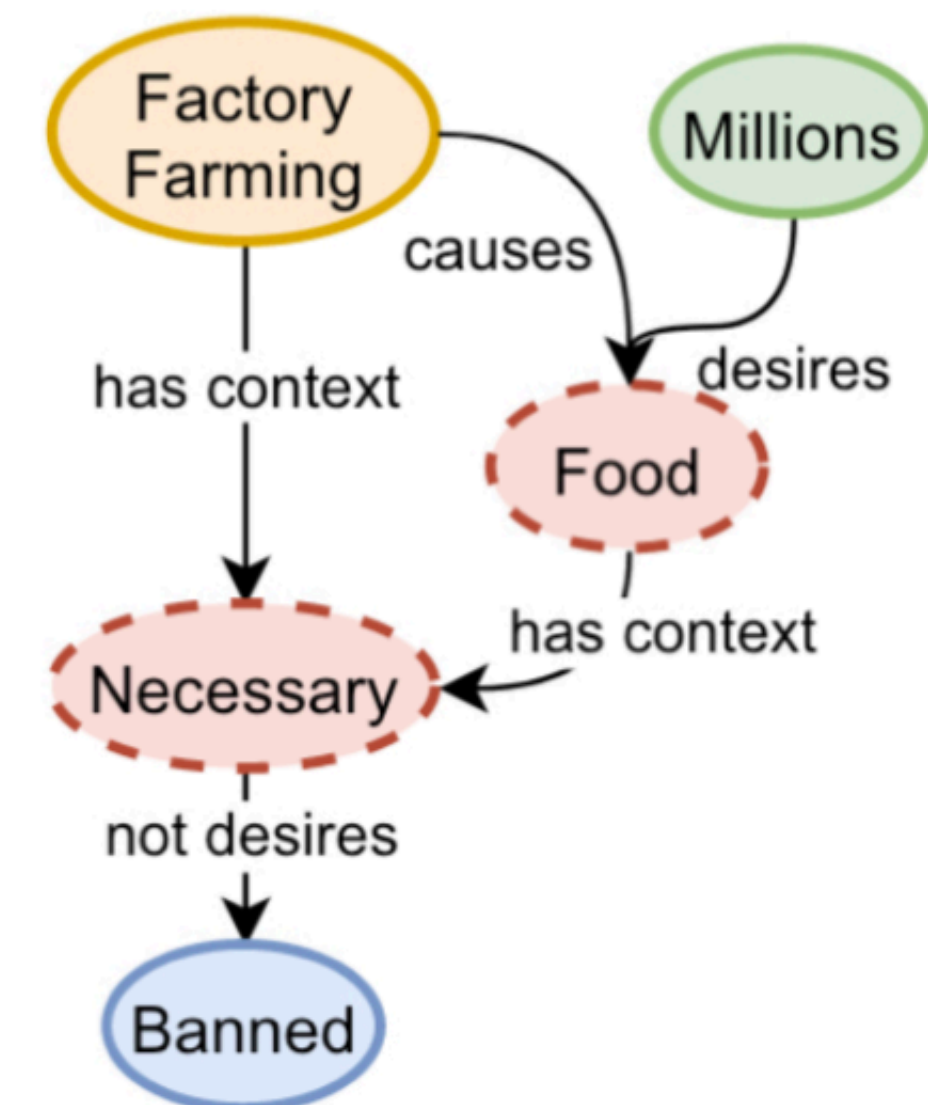 Factory
Farming
Millions
causes
desires
has context
Food
has context
Necessary
not desires
Banned